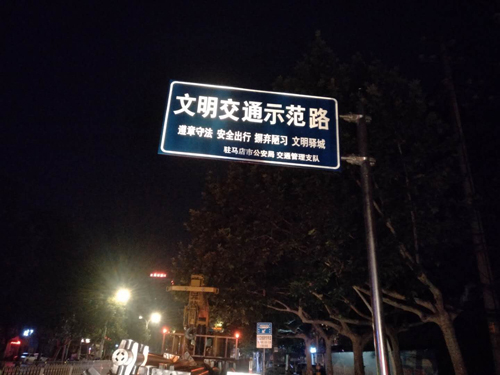 文明交通示范路
遵章守法 安全出行 摒弃陋习 文明驿城
驻马店市公安局 交通管理支队